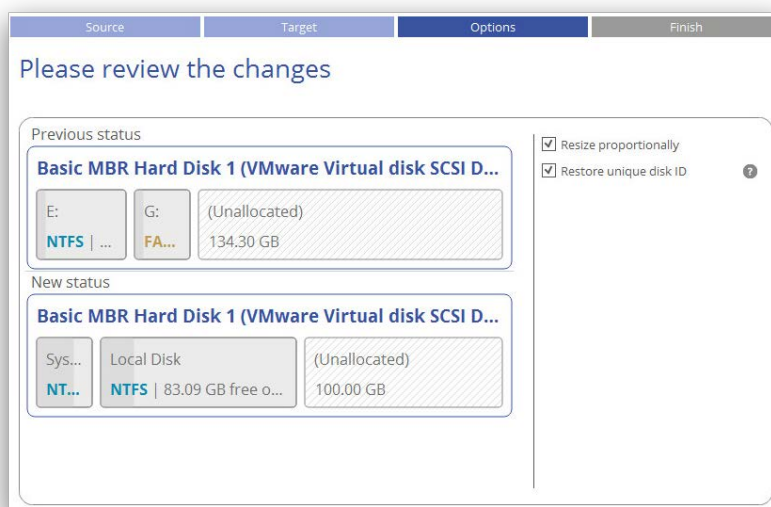 Source
Target
Options
Finish
Please review the changes
Previous status
Basic MBR Hard Disk 1 (VMware Virtual disk SCSI D...
E:
NTFS | ...
G:
FA...
(Unallocated)
134.30 GB
New status
Basic MBR Hard Disk 1 (VMware Virtual disk SCSI D...
Sys...
NT...
Local Disk
NTFS | 83.09 GB free o...
(Unallocated)
100.00 GB
Resize proportionally
Restore unique disk ID
?